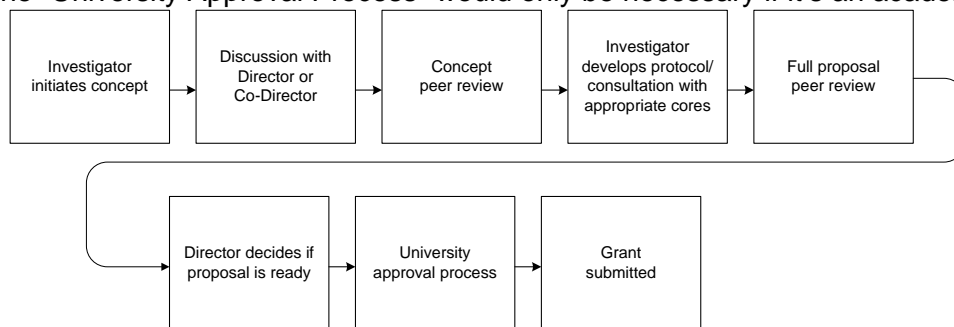 "University Approval Process" would only be necessary if it's an
Investigator
initiates concept
Discussion with
Director or
Co-Director
Concept
peer review
Investigator
develops protocol/
consultation with
appropriate cores
Full proposal
peer review
Director decides if
proposal is ready
University
approval process
Grant
submitted